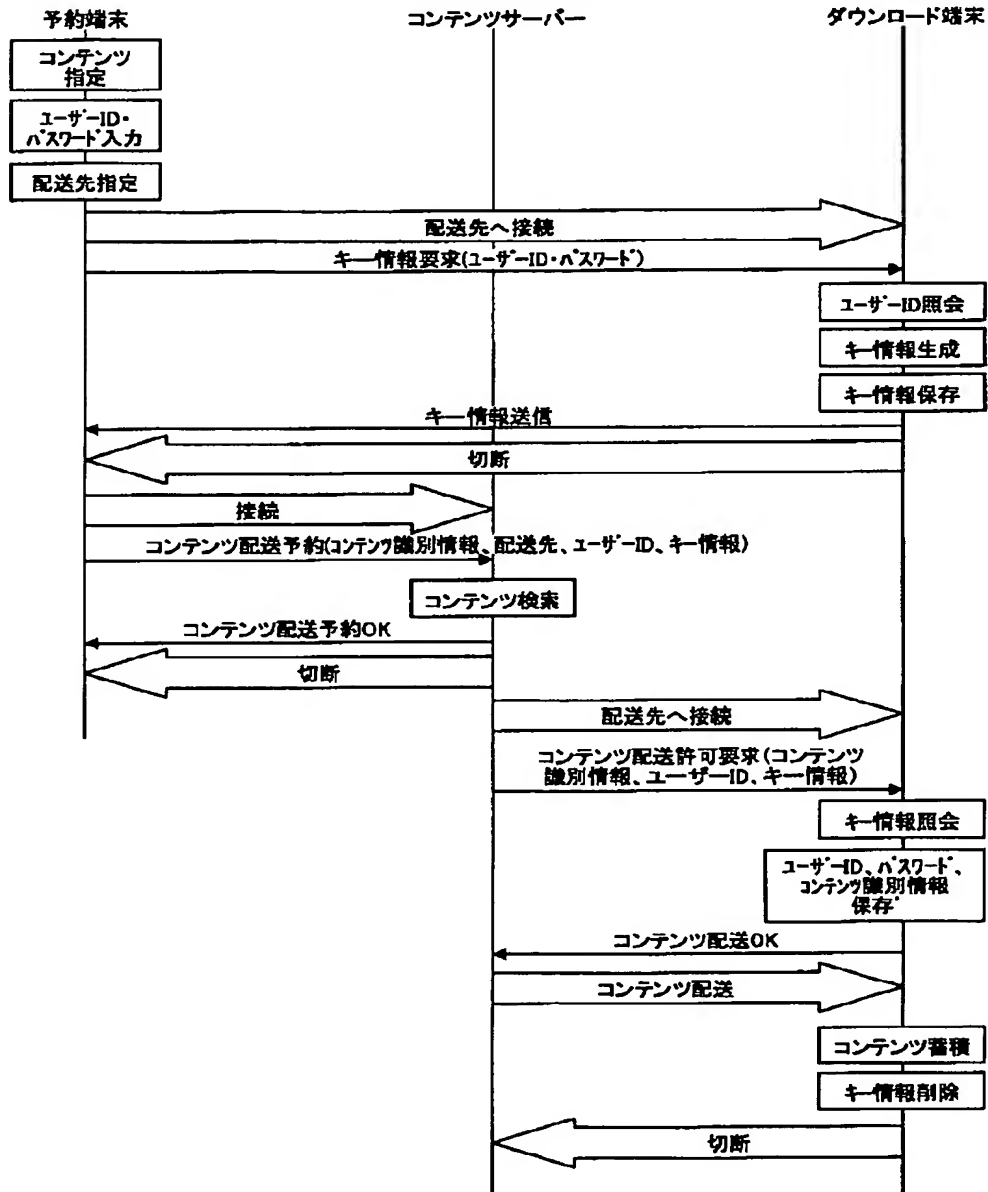 予約端末
コンテンツサーバー
ダウンロード端末
コンテンツ
指定
ユーザーID・
パスワード入力
配送先指定
配送先へ接続
キー情報要求(ユーザーID・パスワード)
ユーザーID照会
キー情報生成
キー情報保存
キー情報送信
切断
接続
コンテンツ配送予約(コンテンツ識別情報、配送先、ユーザーID、キー情報)
コンテンツ検索
コンテンツ配送予約OK
切断
配送先へ接続
コンテンツ配送許可要求(コンテンツ
識別情報、ユーザーID、キー情報)
キー情報照会
ユーザーID、パスワード、
コンテンツ識別情報
保存
コンテンツ配送OK
コンテンツ配送
コンテンツ蓄積
キー情報削除
切断